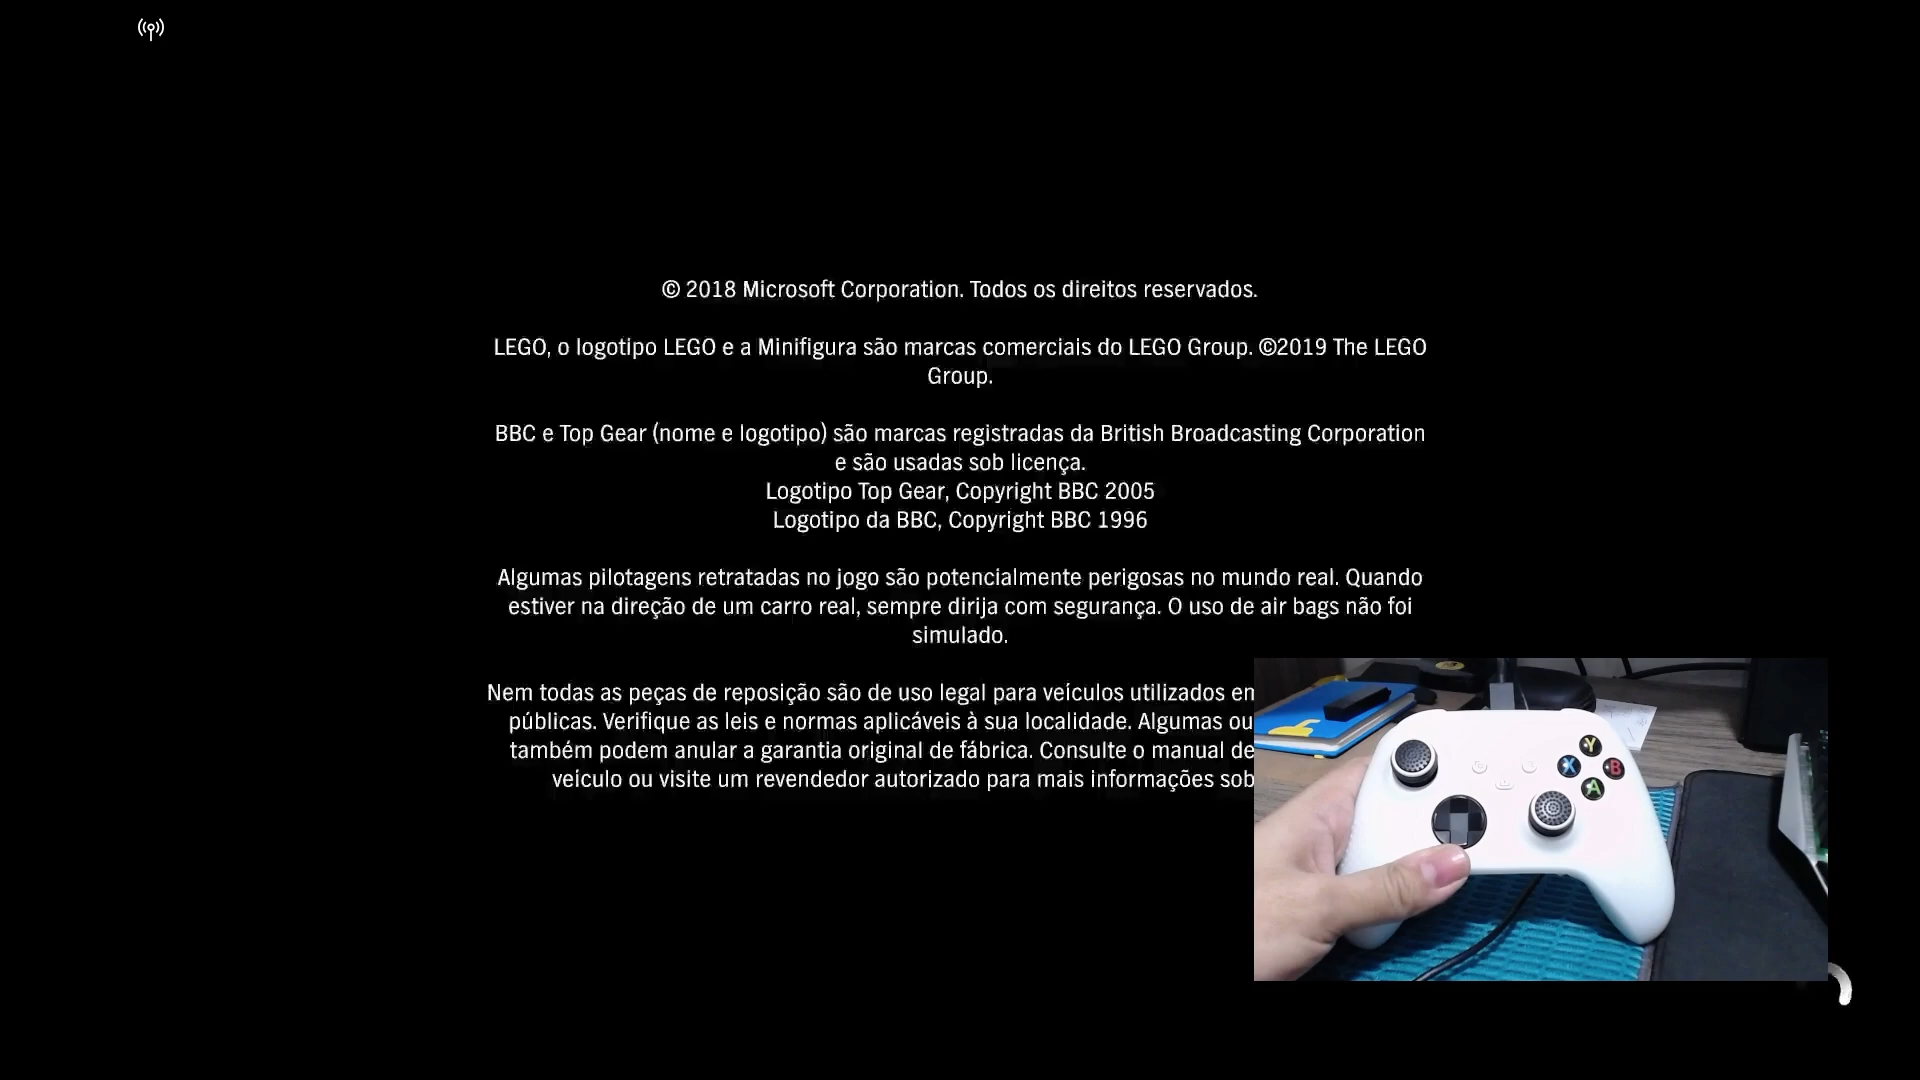 © 2018 Microsoft Corporation. Todos os direitos reservados.
LEGO, o logotipo LEGO e a Minifigura são marcas comerciais do LEGO Group. ©2019 The LEGO
Group.
BBC e Top Gear (nome e logotipo) são marcas registradas da British Broadcasting Corporation
e são usadas sob licença.
Logotipo Top Gear, Copyright BBC 2005
Logotipo da BBC, Copyright BBC 1996
Algumas pilotagens retratadas no jogo são potencialmente perigosas no mundo real. Quando
estiver na direção de um carro real, sempre dirija com segurança. O uso de air bags não foi
simulado.
Nem todas as peças de reposição são de uso legal para veículos utilizados em
públicas. Verifique as leis e normas aplicáveis à sua localidade. Algumas ou
também podem anular a garantia original de fábrica. Consulte o manual de
veículo ou visite um revendedor autorizado para mais informações sob
Y
X B
A